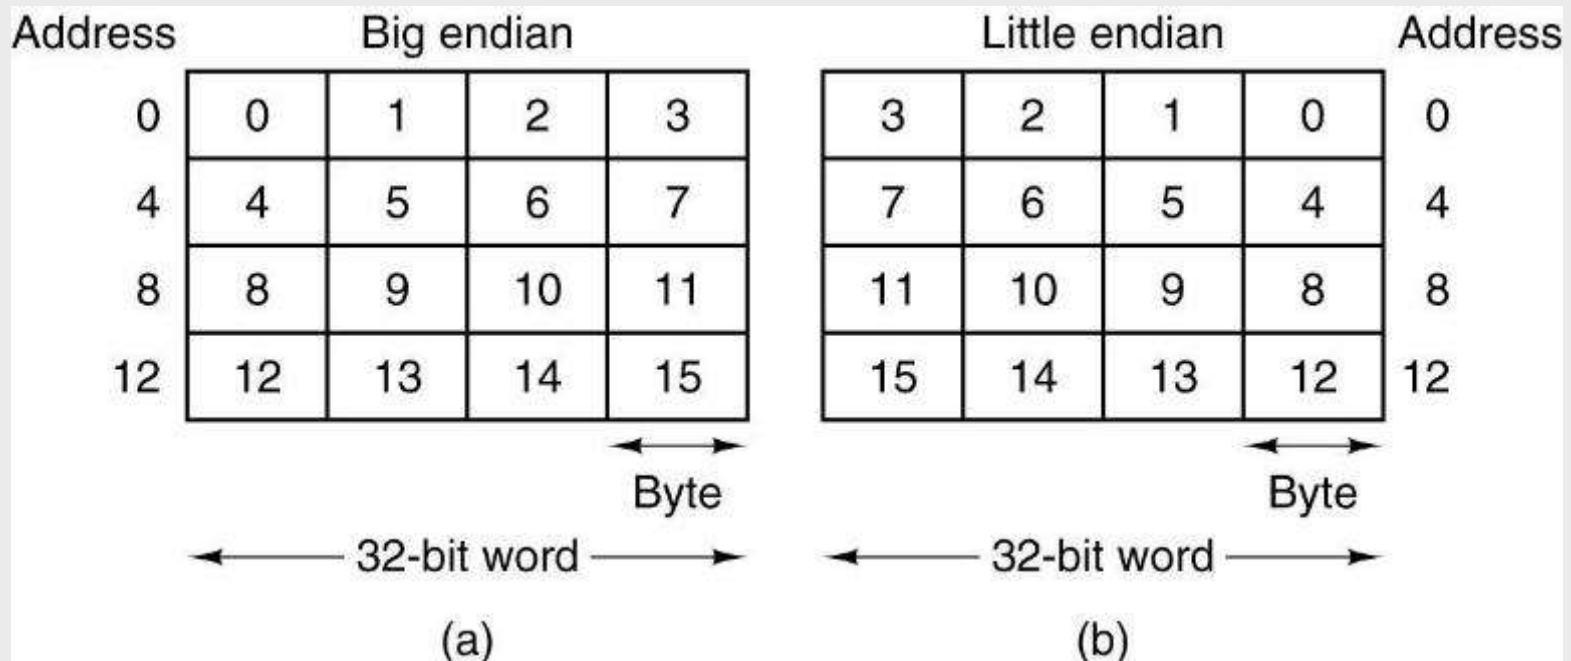 Address Big endian Little endian Address
0 0 1 2 3 3 2 1 0 0
4 4 5 6 7 7 6 5 4 4
8 8 9 10 11 11 10 9 8 8
12 12 13 14 15 15 14 13 12 12
Byte Byte
32-bit word 32-bit word
(a) (b)